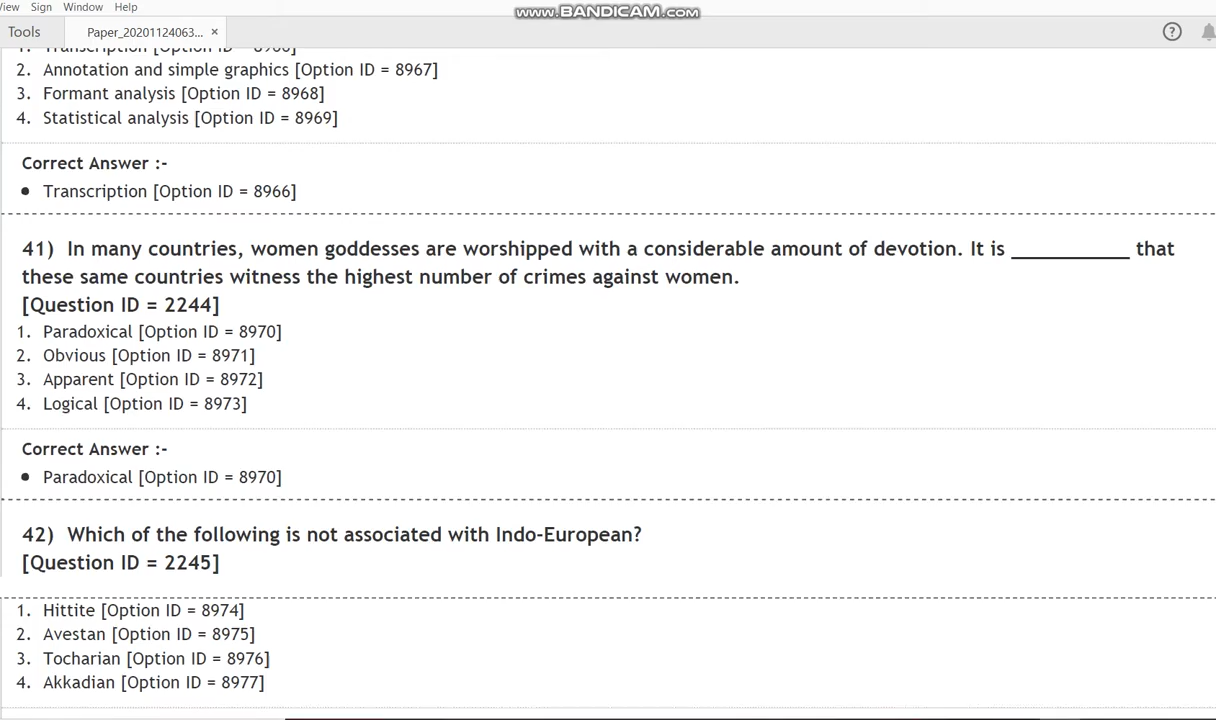 View Sign Window Help
www.BANDICAM.com
Tools Paper_20201124063... ×
1. Transcription [Option ID = 8966]
2. Annotation and simple graphics [Option ID = 8967]
3. Formant analysis [Option ID = 8968]
4. Statistical analysis [Option ID = 8969]
Correct Answer :-
• Transcription [Option ID = 8966]
41) In many countries, women goddesses are worshipped with a considerable amount of devotion. It is ___________ that
these same countries witness the highest number of crimes against women.
[Question ID = 2244]
1. Paradoxical [Option ID = 8970]
2. Obvious [Option ID = 8971]
3. Apparent [Option ID = 8972]
4. Logical [Option ID = 8973]
Correct Answer :-
• Paradoxical [Option ID = 8970]
42) Which of the following is not associated with Indo-European?
[Question ID = 2245]
1. Hittite [Option ID = 8974]
2. Avestan [Option ID = 8975]
3. Tocharian [Option ID = 8976]
4. Akkadian [Option ID = 8977]